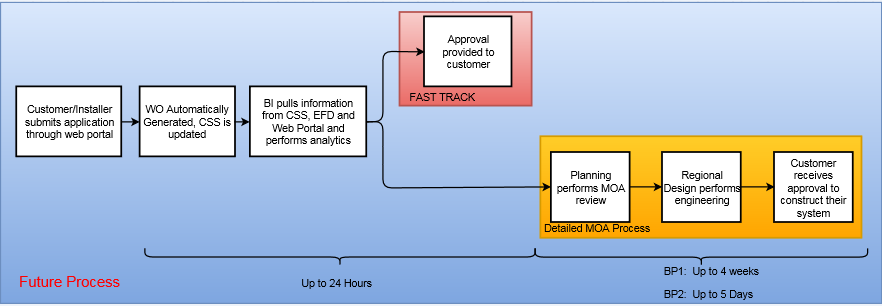 Customer/Installer
submits application
through web portal
WO Automatically
Generated, CSS is
updated
BI pulls information
from CSS, EFD and
Web Portal and
performs analytics
Approval
provided to
customer
FAST TRACK
Planning
performs MOA
review
Regional
Design performs
engineering
Customer
receives
approval to
construct their
system
Detailed MOA Process
Future Process
Up to 24 Hours
BP1: Up to 4 weeks
BP2: Up to 5 Days